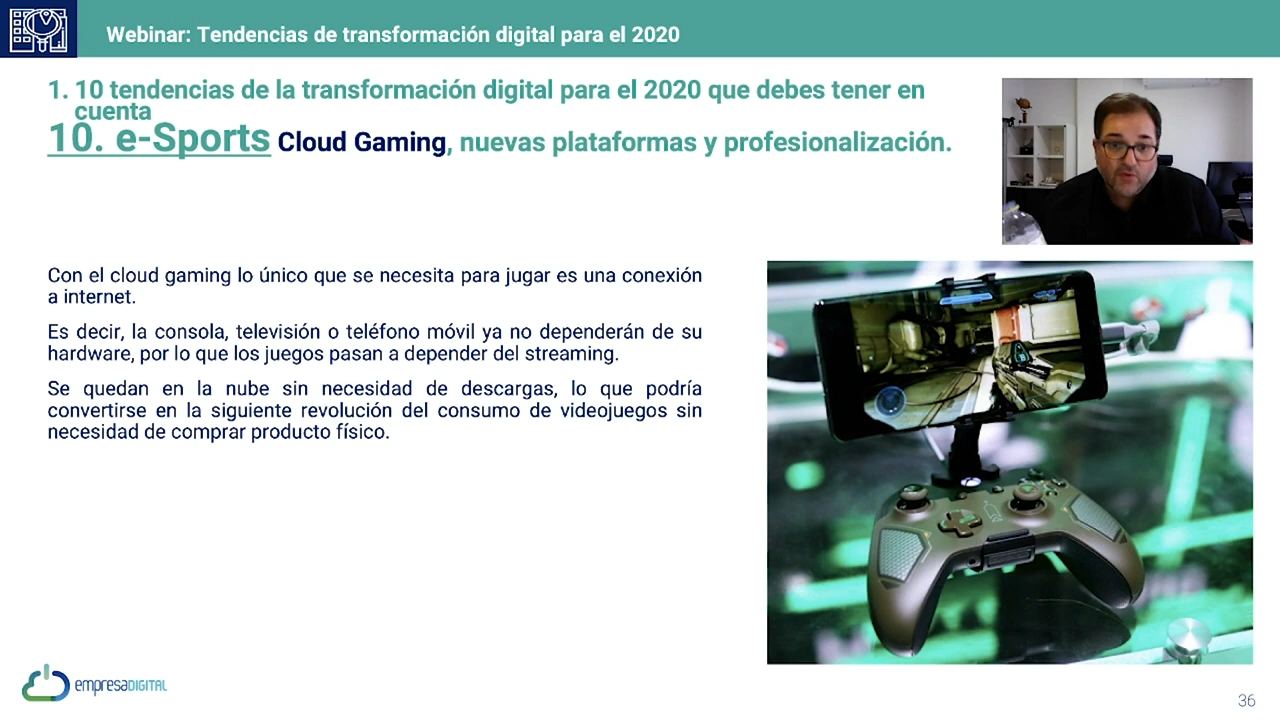 Webinar: Tendencias de transformación digital para el 2020
1. 10 tendencias de la transformación digital para el 2020 que debes tener en
cuenta
10. e-Sports Cloud Gaming, nuevas plataformas y profesionalización.
Con el cloud gaming lo único que se necesita para jugar es una conexión
a internet.
Es decir, la consola, televisión o teléfono móvil ya no dependerán de su
hardware, por lo que los juegos pasan a depender del streaming.
Se quedan en la nube sin necesidad de descargas, lo que podría
convertirse en la siguiente revolución del consumo de videojuegos sin
necesidad de comprar producto físico.
empresaDIGITAL
36